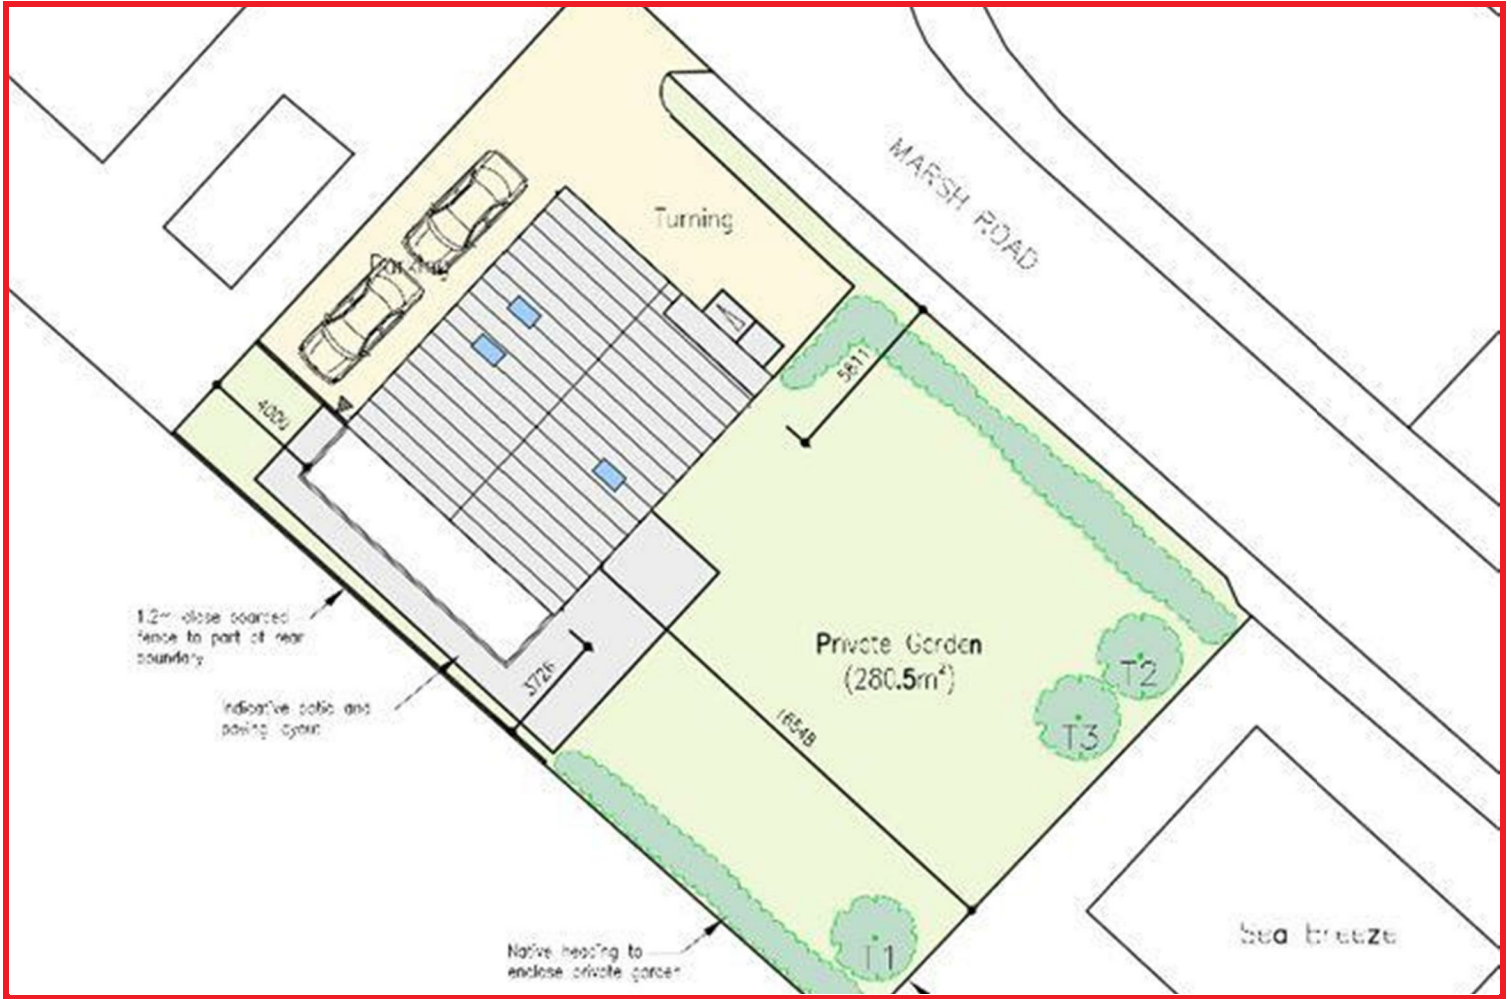 MARSH ROAD
Turning
Parking
5811
4000
1.2m close boarded
fence to part of rear
boundary
3726
Indicative patio and
paving layout
Private Garden
(280.5m²)
T2
T3
16548
T1
Native hedging to
enclose private garden
Sea breeze